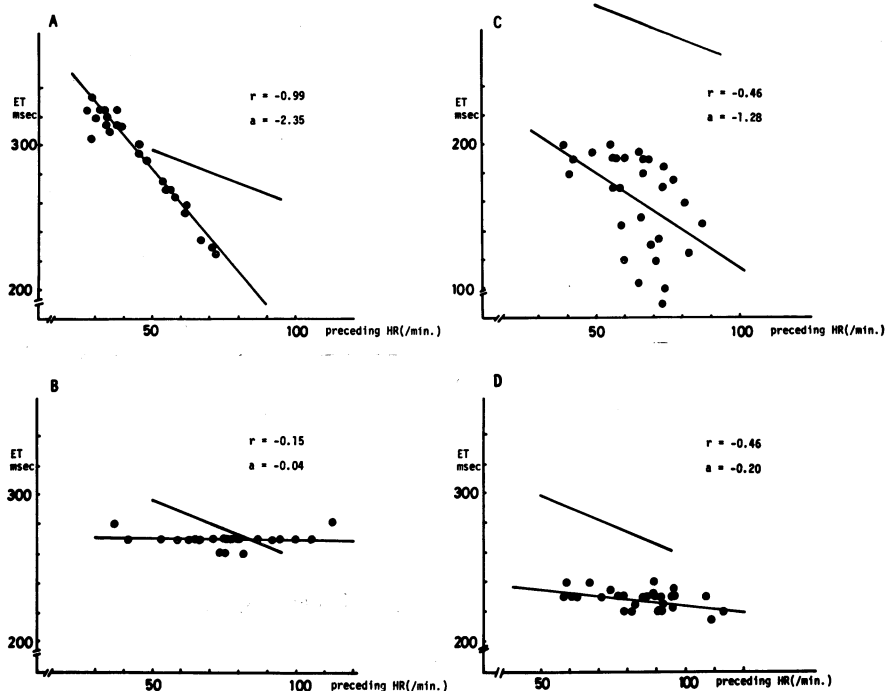 A
ET
msec
300
200
r = -0.99
a = -2.35
50
100
preceding HR(/min.)
C
ET
msec
200
100
r = -0.46
a = -1.28
50
100
preceding HR(/min.)
B
ET
msec
300
200
r = -0.15
a = -0.04
50
100
preceding HR(/min.)
D
ET
msec
300
200
r = -0.46
a = -0.20
50
100
preceding HR(/min.)